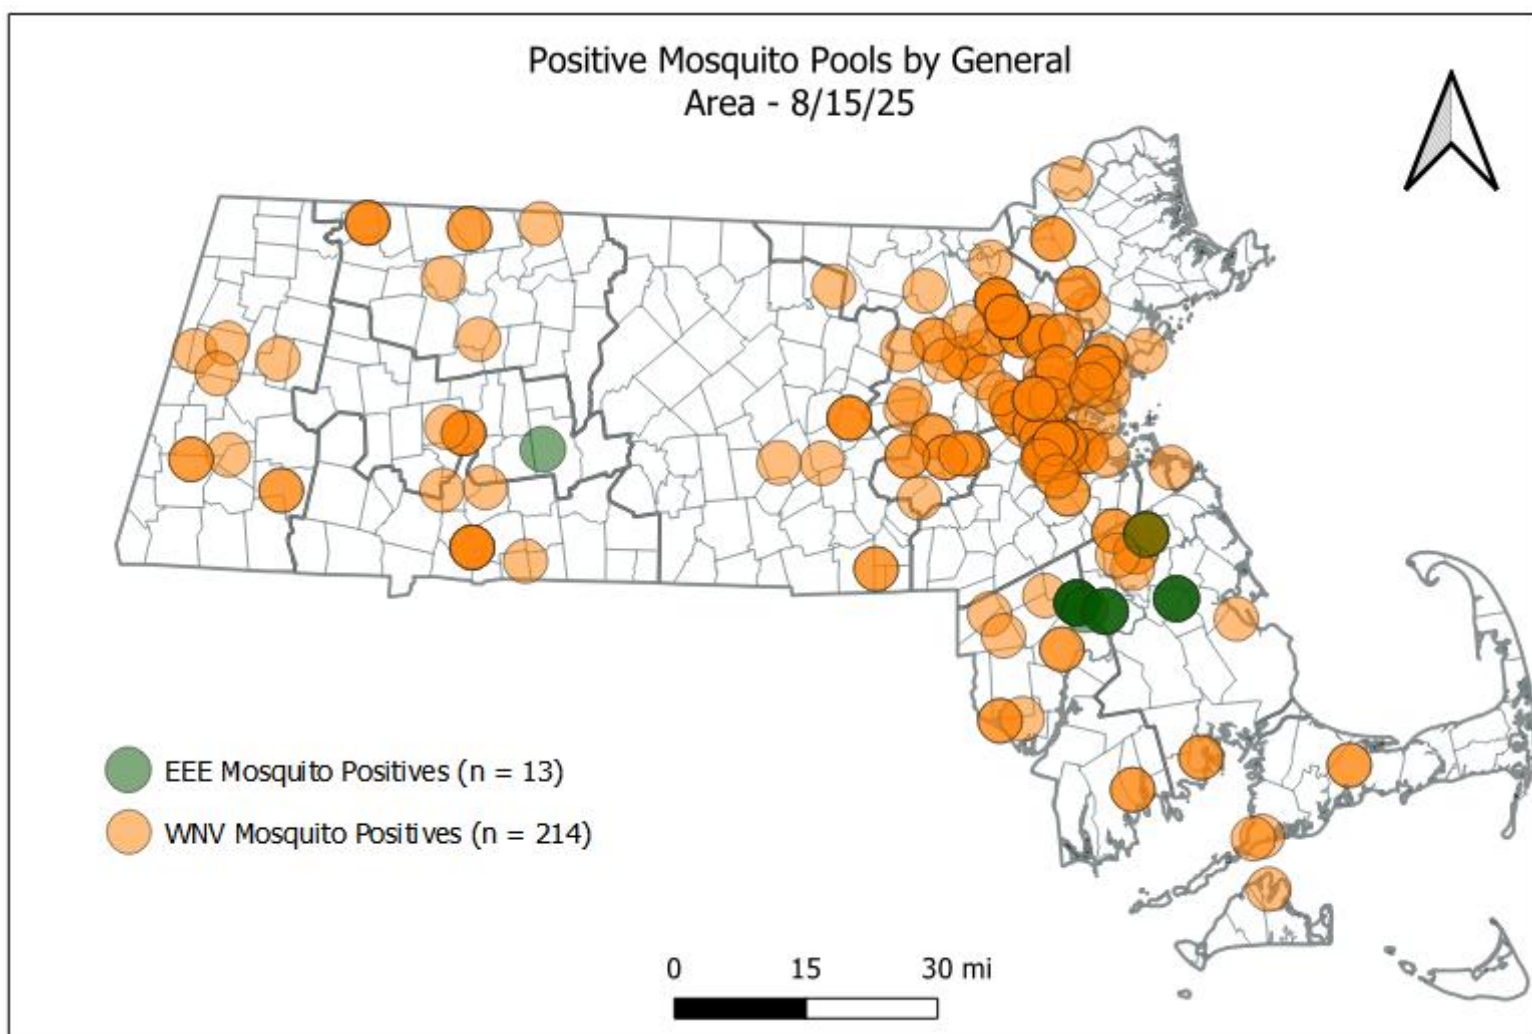 Positive Mosquito Pools by General
Area - 8/15/25
EEE Mosquito Positives (n = 13)
WNV Mosquito Positives (n = 214)
0 15 30 mi